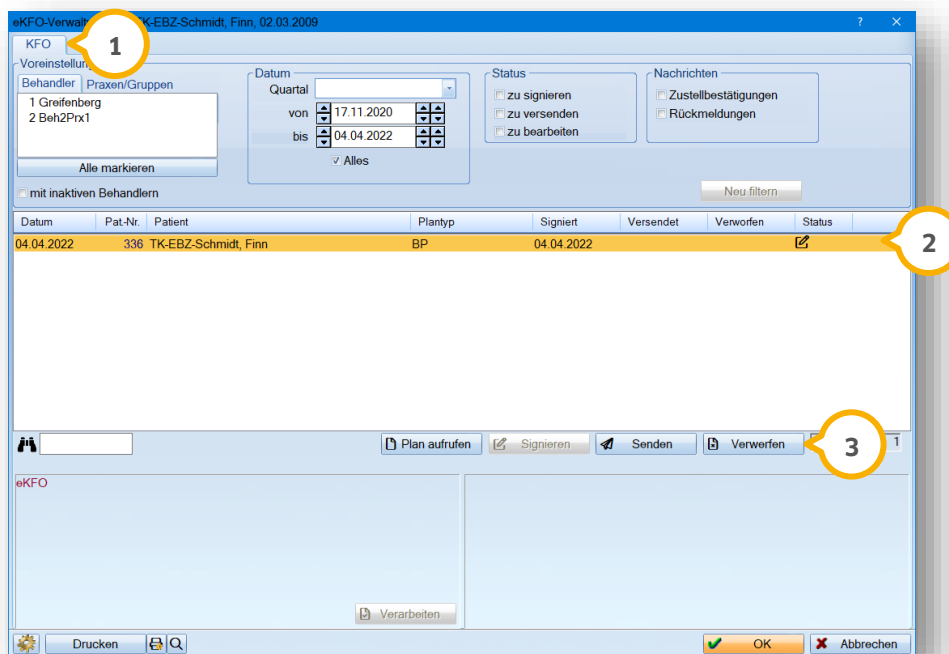 eKFO-Verwalt TK-EBZ-Schmidt, Finn, 02.03.2009 ? ×
KFO
1
Voreinstellung
Behandler Praxen/Gruppen
1 Greifenberg
2 Beh2Prx1
Alle markieren
mit inaktiven Behandlern
Datum
Quartal
von 17.11.2020
bis 04.04.2022
Alles
Status
zu signieren
zu versenden
zu bearbeiten
Nachrichten
Zustellbestätigungen
Rückmeldungen
Neu filtern
Datum Pat.-Nr. Patient Plantyp Signiert Versendet Verworfen Status
04.04.2022 336 TK-EBZ-Schmidt, Finn BP 04.04.2022
2
Plan aufrufen Signieren Senden Verwerfen 3 1
eKFO
Verarbeiten
Drucken OK Abbrechen